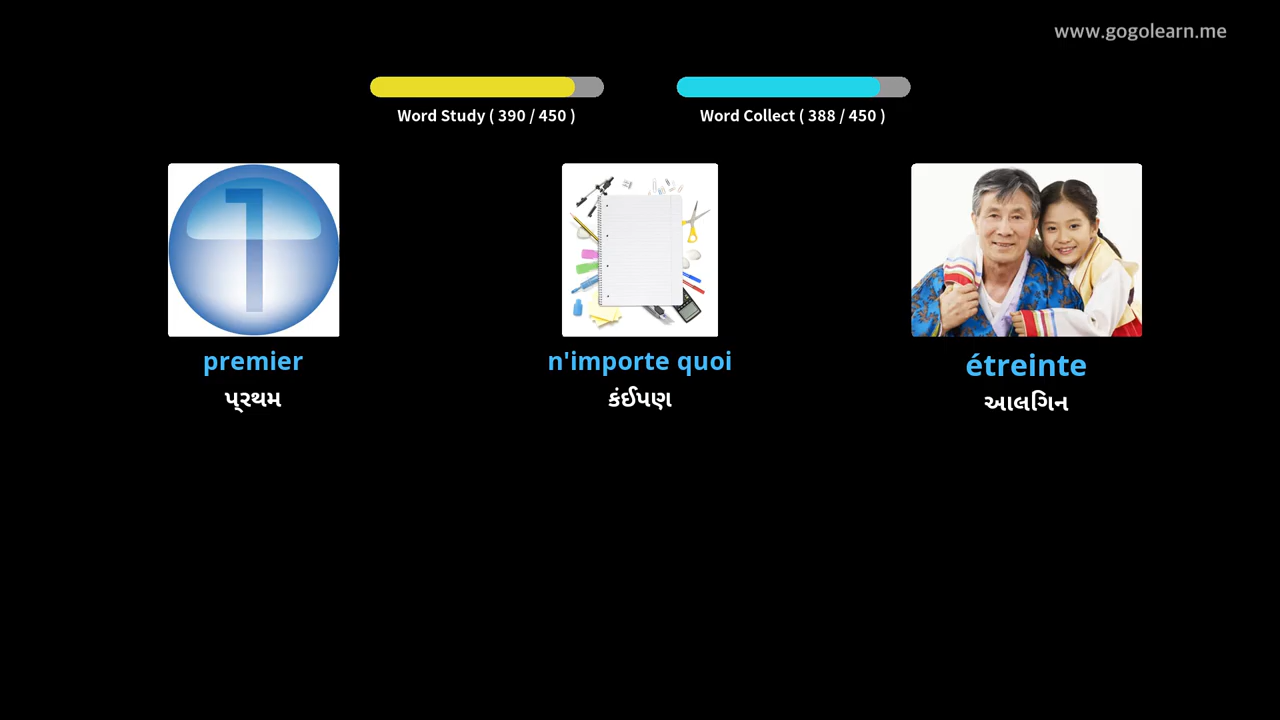 www.gogolearn.me
Word Study ( 390 / 450 )
Word Collect ( 388 / 450 )
premier
n'importe quoi
étreinte
પ્રથમ
કંઈપણ
આલગિન